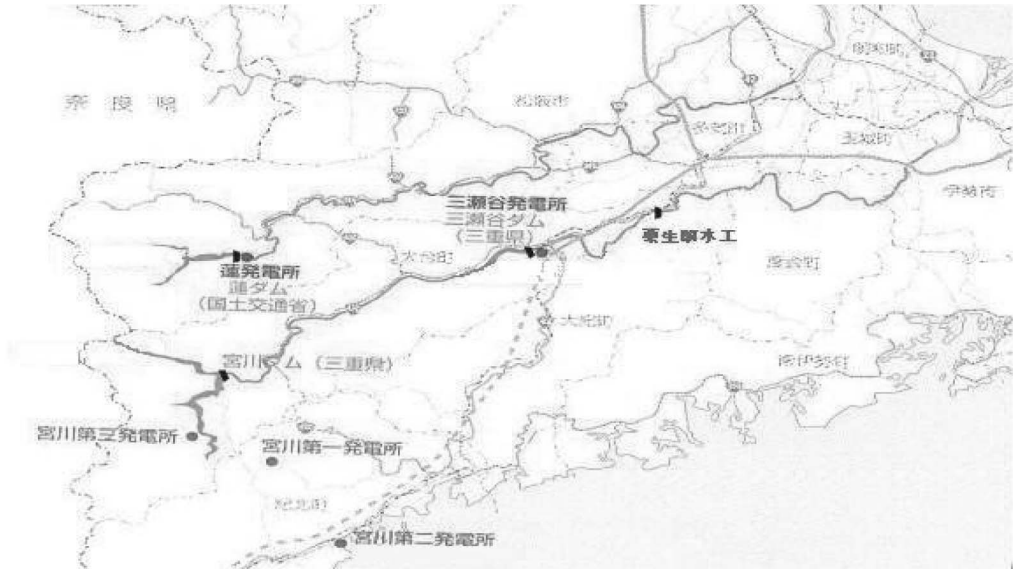 明和町
奈良県
松阪市
多気町
玉城町
伊勢市
三瀬谷発電所
三瀬谷ダム
(三重県)
粟生頭首工
大台町
度会町
蓮発電所
蓮ダム
(国土交通省)
大紀町
宮川ダム(三重県)
南伊勢町
宮川第三発電所
宮川第一発電所
紀北町
宮川第二発電所